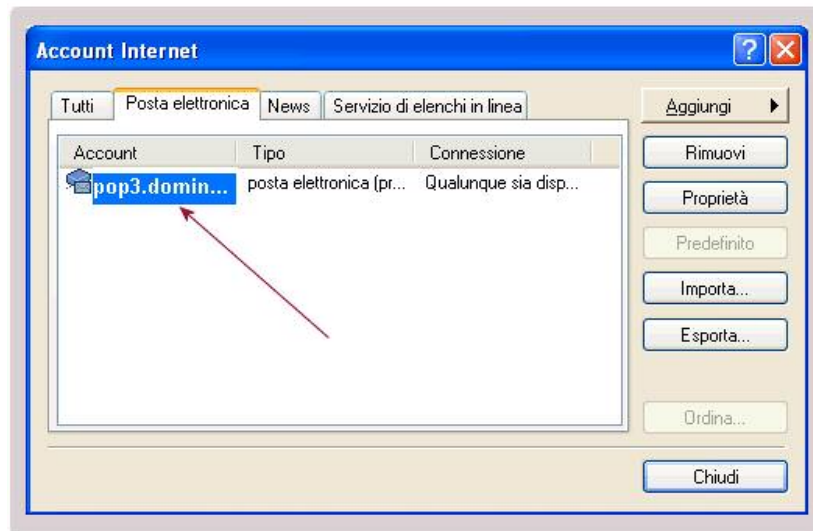 Account Internet
Tutti Posta elettronica News Servizio di elenchi in linea
Aggiungi
Account Tipo Connessione
Rimuovi
pop3.domin... posta elettronica (pr... Qualunque sia disp...
Proprietà
Predefinito
Importa...
Esporta...
Ordina...
Chiudi